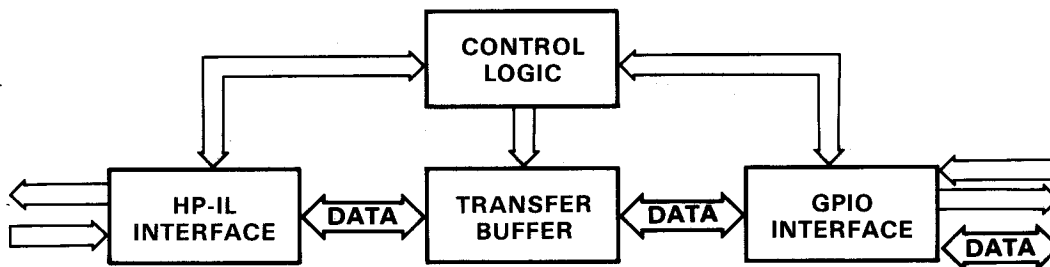 CONTROL
LOGIC
HP-IL
INTERFACE
DATA
TRANSFER
BUFFER
DATA
GPIO
INTERFACE
DATA